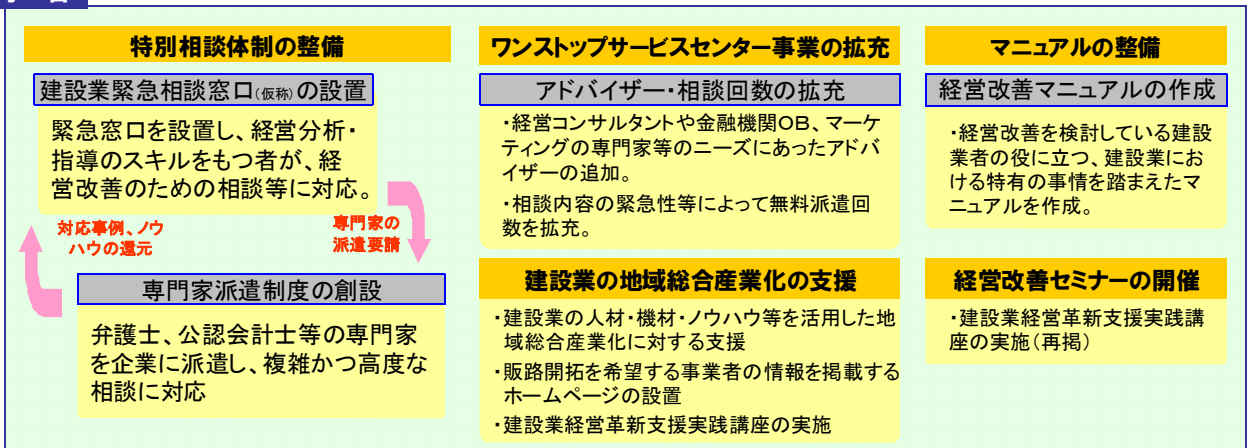 特別相談体制の整備
建設業緊急相談窓口(仮称)の設置
緊急窓口を設置し、経営分析・
指導のスキルをもつ者が、経
営改善のための相談等に対応。
対応事例、ノウ
ハウの還元
専門家の
派遣要請
専門家派遣制度の創設
弁護士、公認会計士等の専門家
を企業に派遣し、複雑かつ高度な
相談に対応
ワンストップサービスセンター事業の拡充
アドバイザー・相談回数の拡充
・経営コンサルタントや金融機関OB、マーケ
ティングの専門家等のニーズにあったアドバ
イザーの追加。
・相談内容の緊急性等によって無料派遣回
数を拡充。
建設業の地域総合産業化の支援
・建設業の人材・機材・ノウハウ等を活用した地
域総合産業化に対する支援
・販路開拓を希望する事業者の情報を掲載する
ホームページの設置
・建設業経営革新支援実践講座の実施
マニュアルの整備
経営改善マニュアルの作成
・経営改善を検討している建設
業者の役に立つ、建設業にお
ける特有の事情を踏まえたマ
ニュアルを作成。
経営改善セミナーの開催
・建設業経営革新支援実践講
座の実施(再掲)